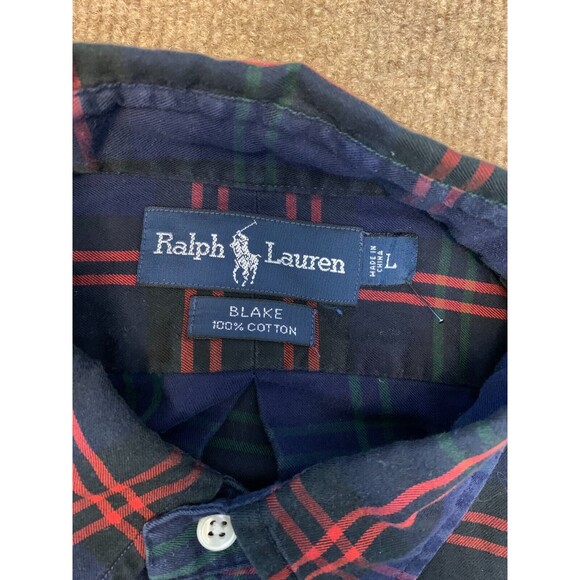 Ralph Lauren
MADE IN
CHINA
L
BLAKE
100% COTTON